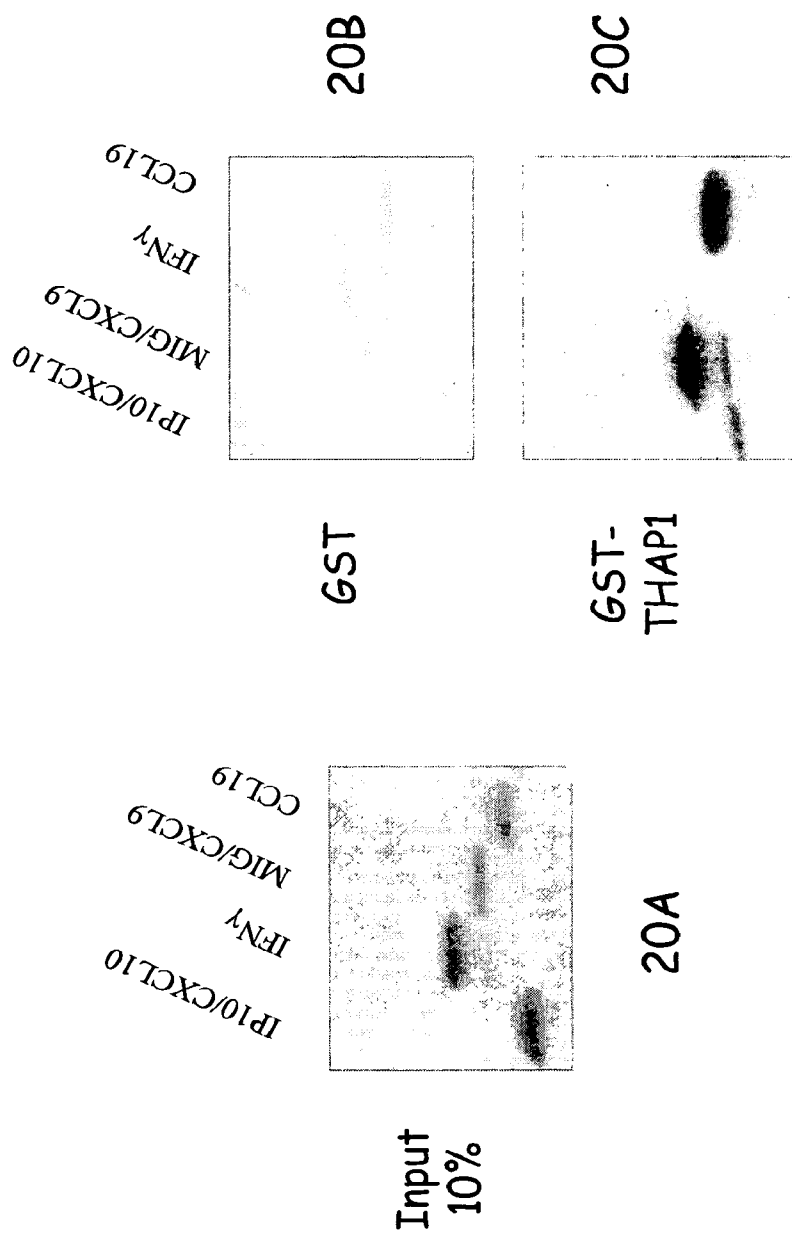 IP10/CXCL10
IFNγ
MIG/CXCL9
CCL19
Input
10%
20A
IP10/CXCL10
MIG/CXCL9
IFNγ
CCL19
GST
20B
GST-
THAP1
20C